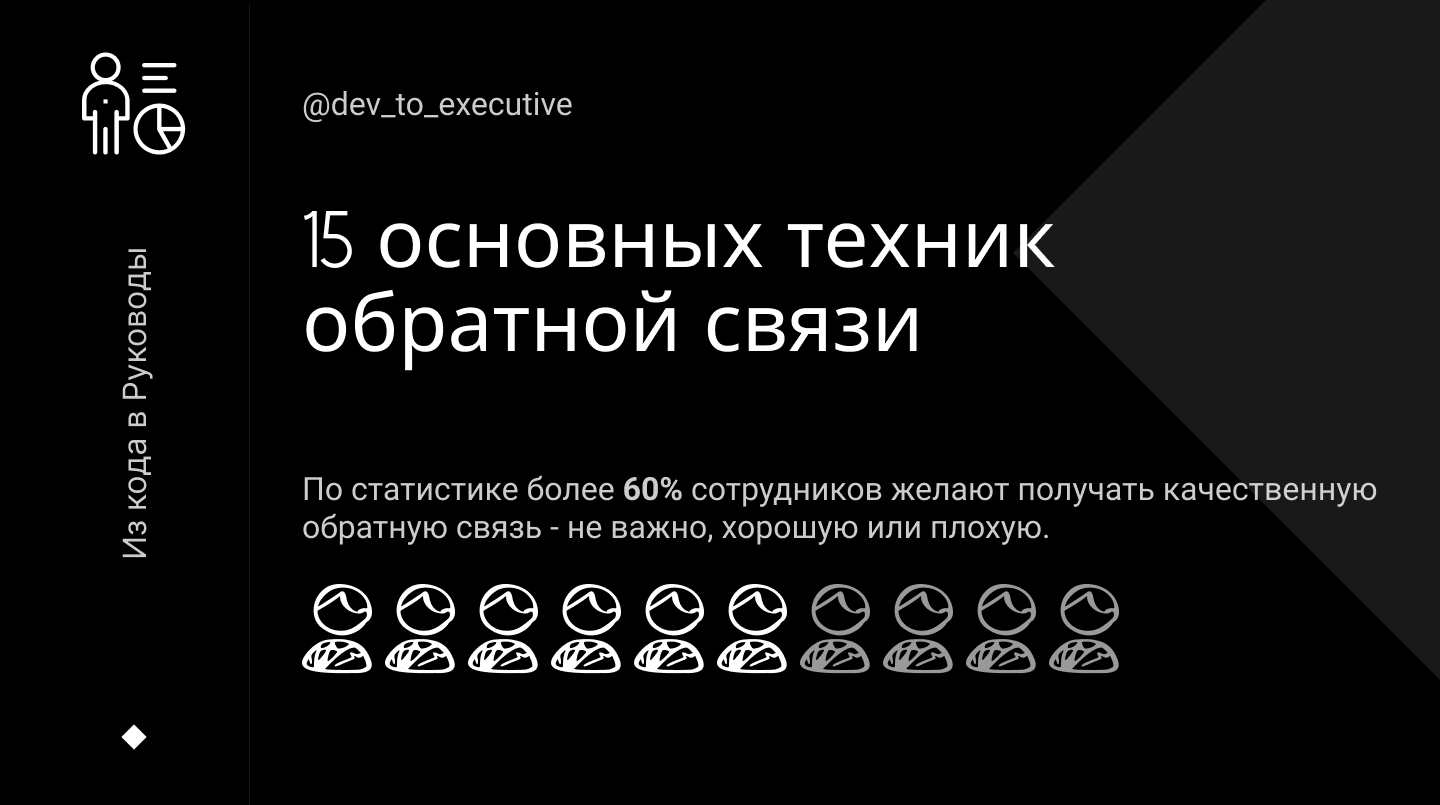 @dev_to_executive
15 основных техник
обратной связи
Из кода в Руководы
По статистике более 60% сотрудников желают получать качественную
обратную связь - не важно, хорошую или плохую.